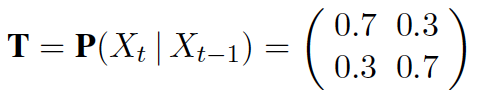 T = P(X_t | X_{t−1}) = ( 0.7 0.3
0.3 0.7 )